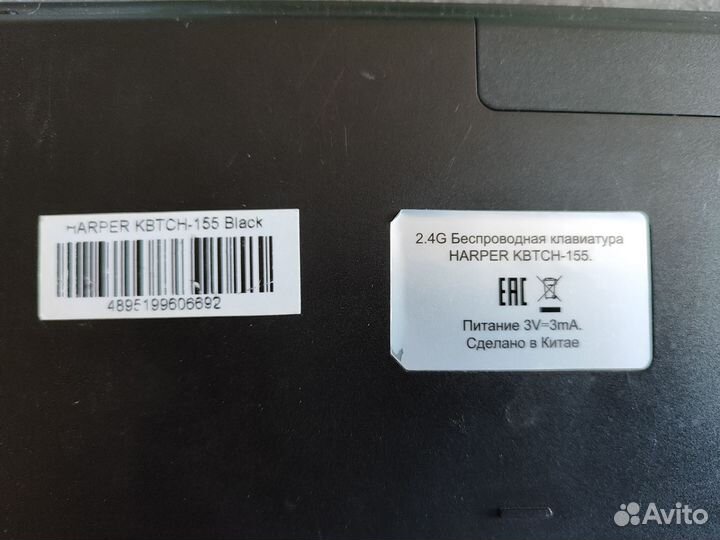 HARPER KBTCH-155 Black
4895199606692
2.4G Беспроводная клавиатура
HARPER KBTCH-155.
EAC
Питание 3V=3mA.
Сделано в Китае
Avito